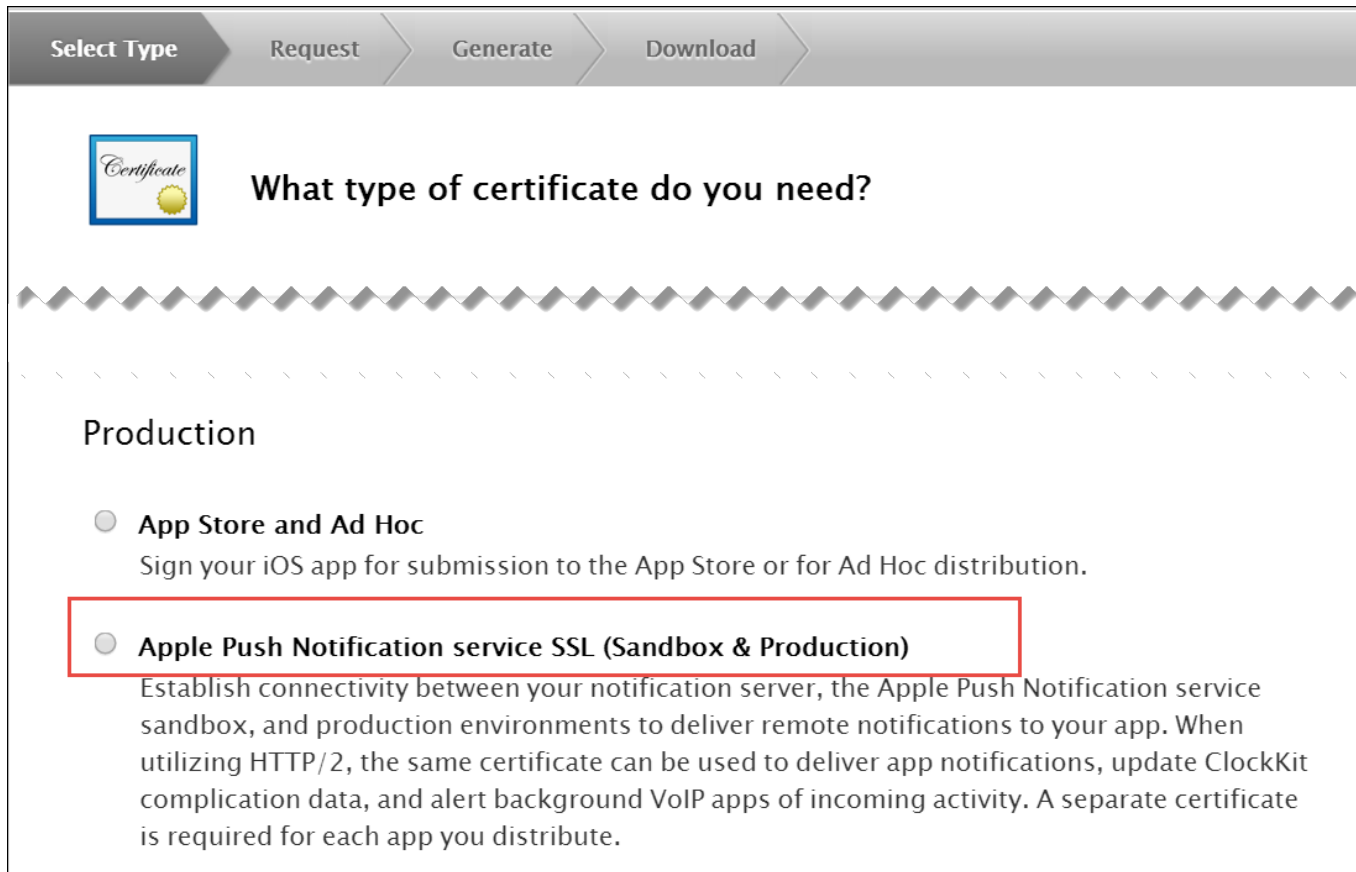 Select Type Request Generate Download
Certificate
What type of certificate do you need?
Production
App Store and Ad Hoc
Sign your iOS app for submission to the App Store or for Ad Hoc distribution.
Apple Push Notification service SSL (Sandbox & Production)
Establish connectivity between your notification server, the Apple Push Notification service
sandbox, and production environments to deliver remote notifications to your app. When
utilizing HTTP/2, the same certificate can be used to deliver app notifications, update ClockKit
complication data, and alert background VoIP apps of incoming activity. A separate certificate
is required for each app you distribute.